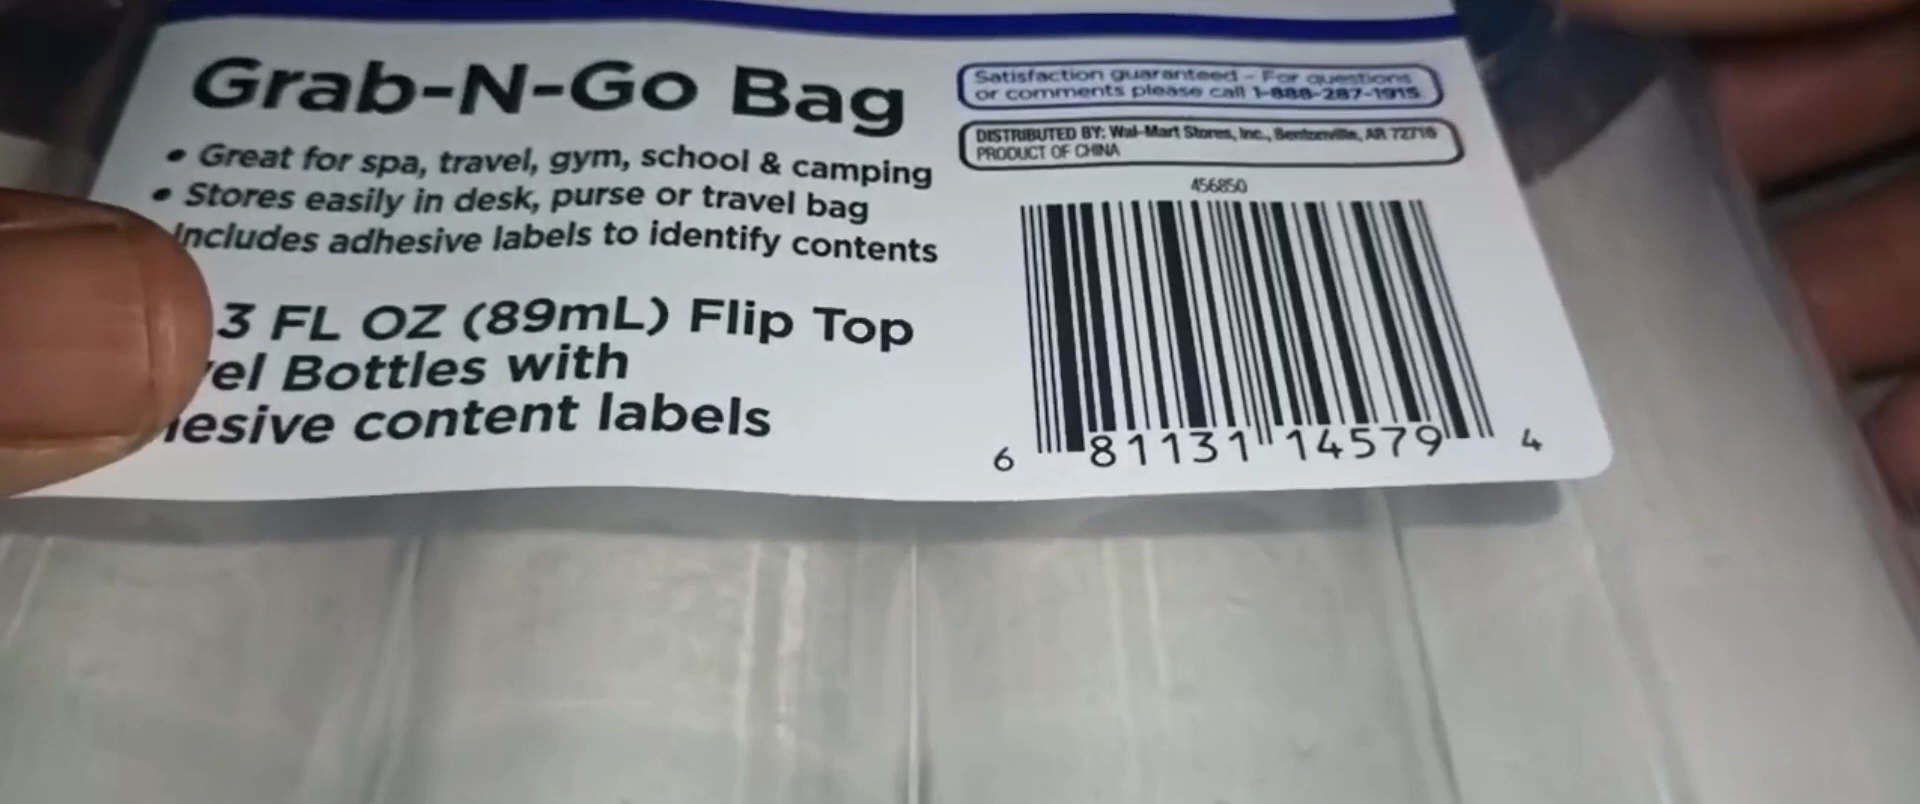 Grab-N-Go Bag
• Great for spa, travel, gym, school & camping
• Stores easily in desk, purse or travel bag
Includes adhesive labels to identify contents
3 FL OZ (89mL) Flip Top
el Bottles with
esive content labels
Satisfaction guaranteed - For questions
or comments please call 1-888-287-1915.
DISTRIBUTED BY: Wal-Mart Stores, Inc., Bentonville, AR 72716
PRODUCT OF CHINA
456850
6 81131 14579 4